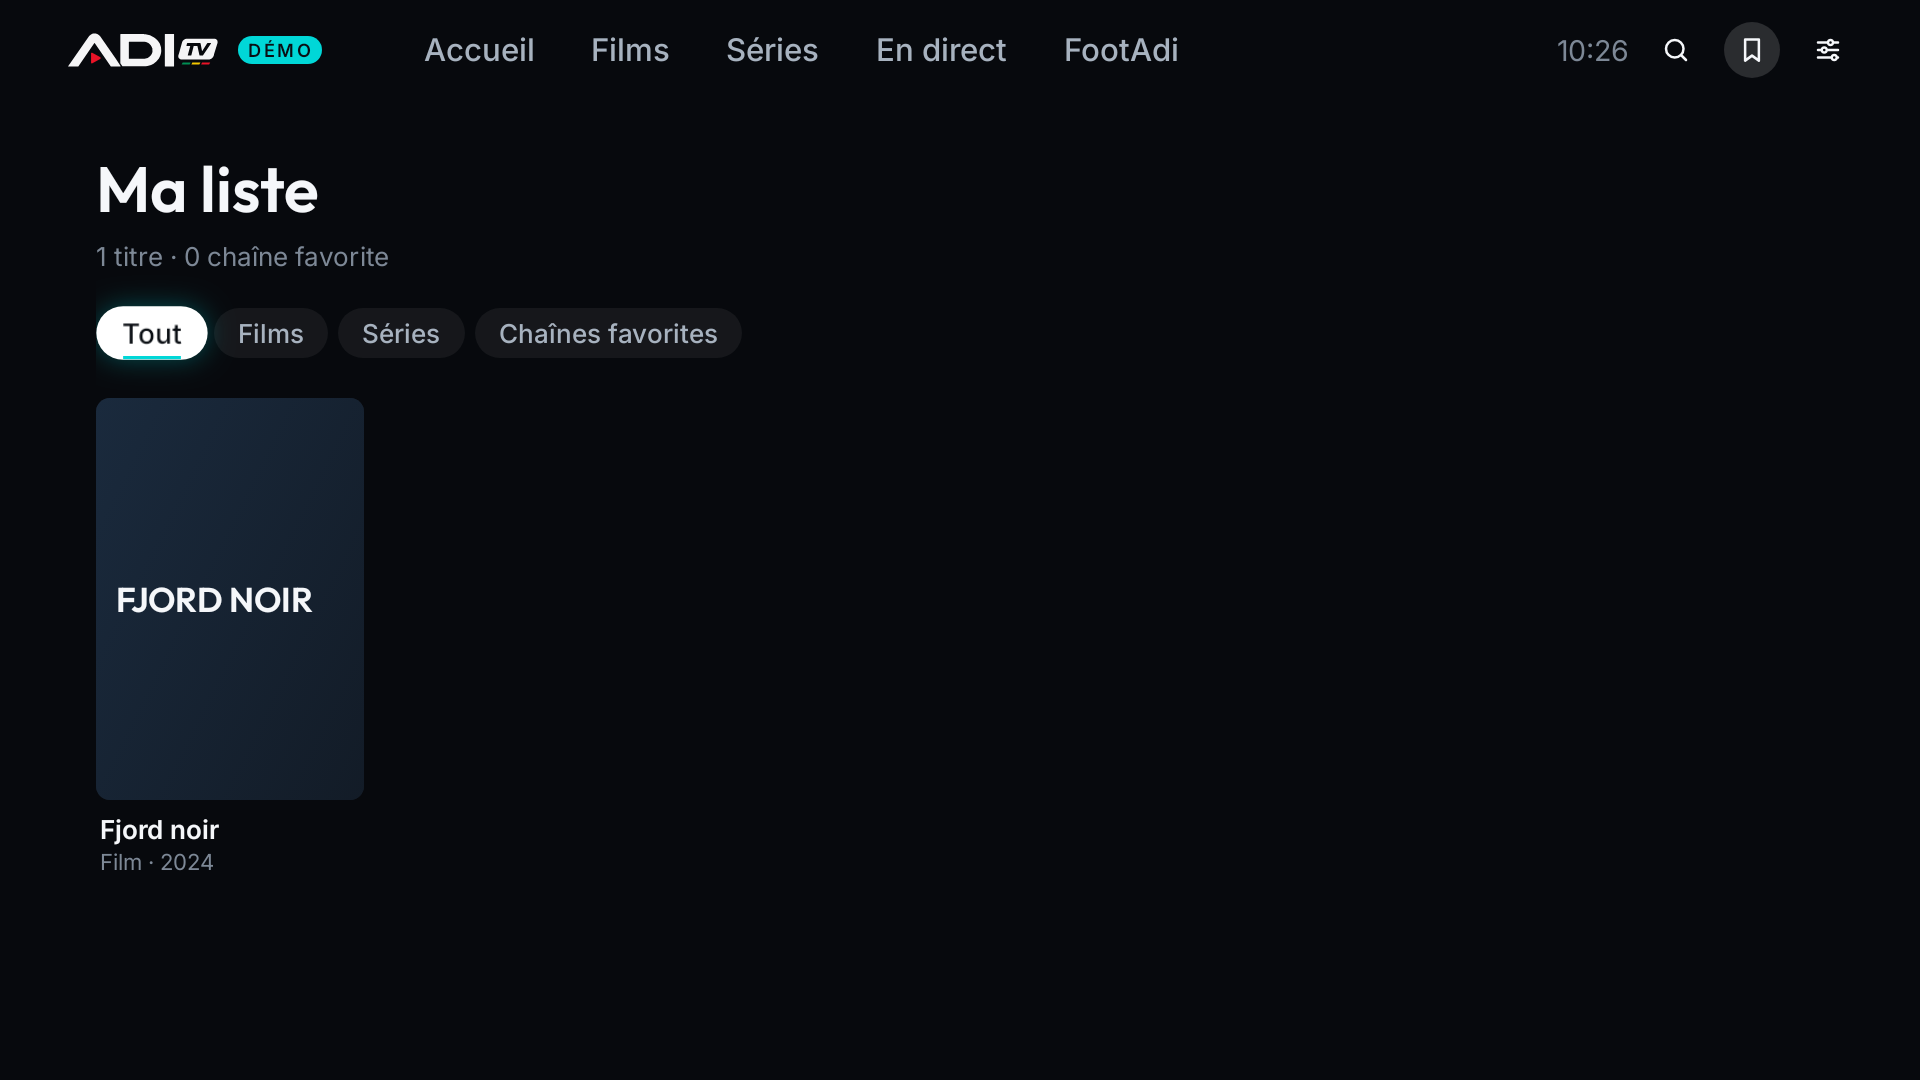 ADI TV DÉMO Accueil Films Séries En direct FootAdi 10:26
Ma liste
1 titre · 0 chaîne favorite
Tout Films Séries Chaînes favorites
FJORD NOIR
Fjord noir
Film · 2024